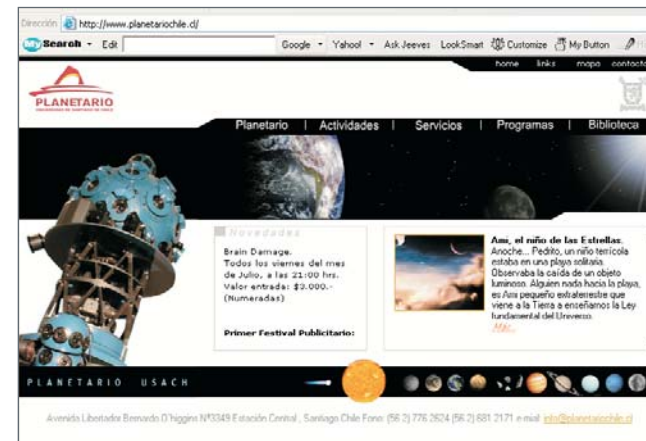 Dirección http://www.planetariochile.cl/
My Search Edit Google Yahoo! Ask Jeeves LookSmart Customize My Button
home links mapa contacto
PLANETARIO
UNIVERSIDAD DE SANTIAGO DE CHILE
Planetario | Actividades | Servicios | Programas | Biblioteca
Novedades
Brain Damage.
Todos los viernes del mes
de Julio, a las 21:00 hrs.
Valor entrada: $3.000.-
(Numeradas)
Primer Festival Publicitario:
Ami, el niño de las Estrellas.
Anoche... Pedrito, un niño terrícola
estaba en una playa solitaria.
Observaba la caída de un objeto
luminoso. Alguien nada hacia la playa,
es Ami pequeño extraterrestre que
viene a la Tierra a enseñarnos la Ley
fundamental del Universo.
Más...
PLANETARIO USACH
Avenida Libertador Bernardo O'higgins Nº3349 Estación Central , Santiago Chile Fono: (56 2) 776 2624 (56 2) 681 2171 e-mail: info@planetariochile.cl